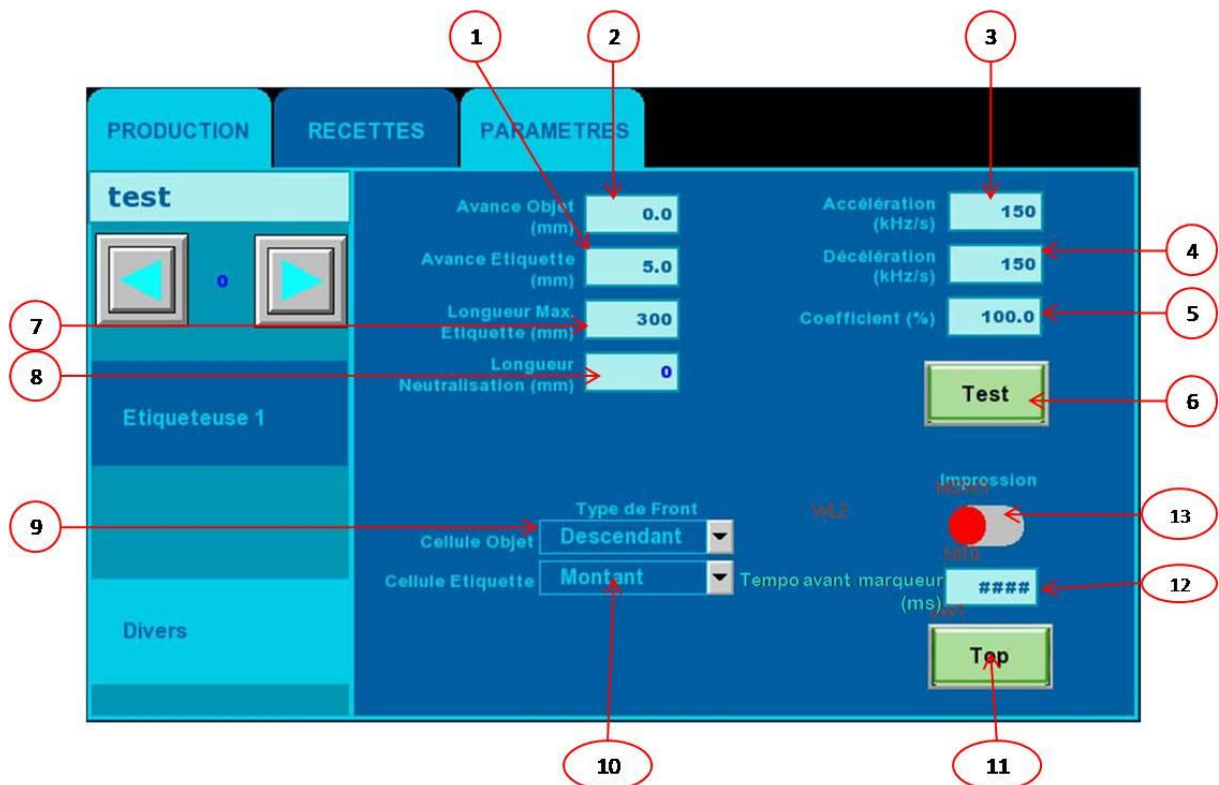 1
2
3
PRODUCTION
RECETTES
PARAMETRES
test
0
Avance Objet
(mm)
0.0
Avance Etiquette
(mm)
5.0
Longueur Max.
Etiquette (mm)
300
Longueur
Neutralisation (mm)
0
Accélération
(kHz/s)
150
Décélération
(kHz/s)
150
Coefficient (%)
100.0
Test
4
5
6
7
8
Etiqueteuse 1
Divers
9
Type de Front
Cellule Objet
Descendant
Cellule Etiquette
Montant
Impression
13
Tempo avant marqueur
(ms)
####
12
Top
10
11